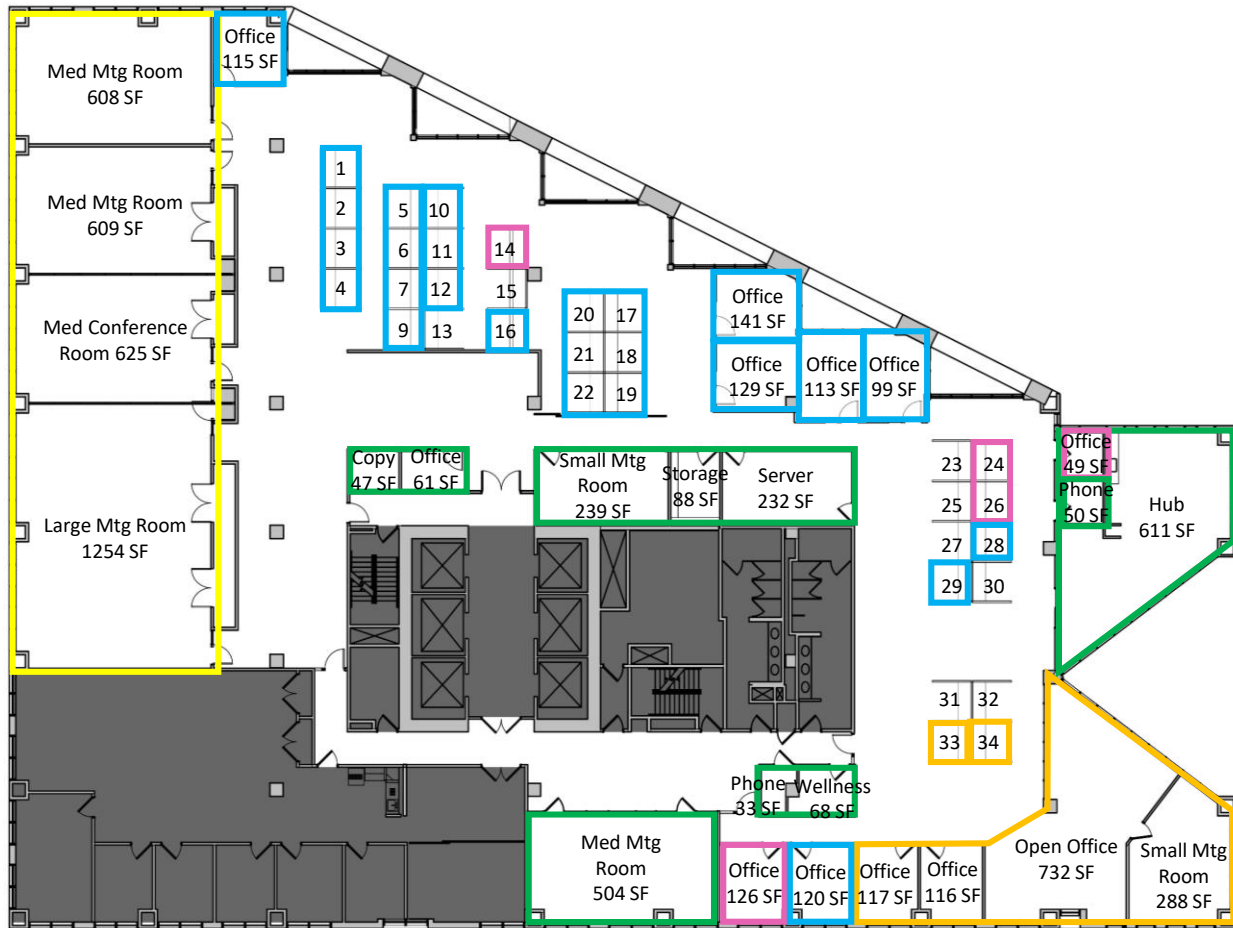 Office
115 SF
Med Mtg Room
608 SF
Med Mtg Room
609 SF
Med Conference
Room 625 SF
Large Mtg Room
1254 SF
1
2
3
4
5
6
7
9
10
11
12
13
14
15
16
20
21
22
17
18
19
Office
141 SF
Office
129 SF
Office
113 SF
Office
99 SF
Copy
47 SF
Office
61 SF
Small Mtg
Room
239 SF
Storage
88 SF
Server
232 SF
23
24
25
26
27
28
29
30
31
32
33
34
Office
49 SF
Phone
50 SF
Hub
611 SF
Phone
33 SF
Wellness
68 SF
Med Mtg
Room
504 SF
Office
126 SF
Office
120 SF
Office
117 SF
Office
116 SF
Open Office
732 SF
Small Mtg
Room
288 SF